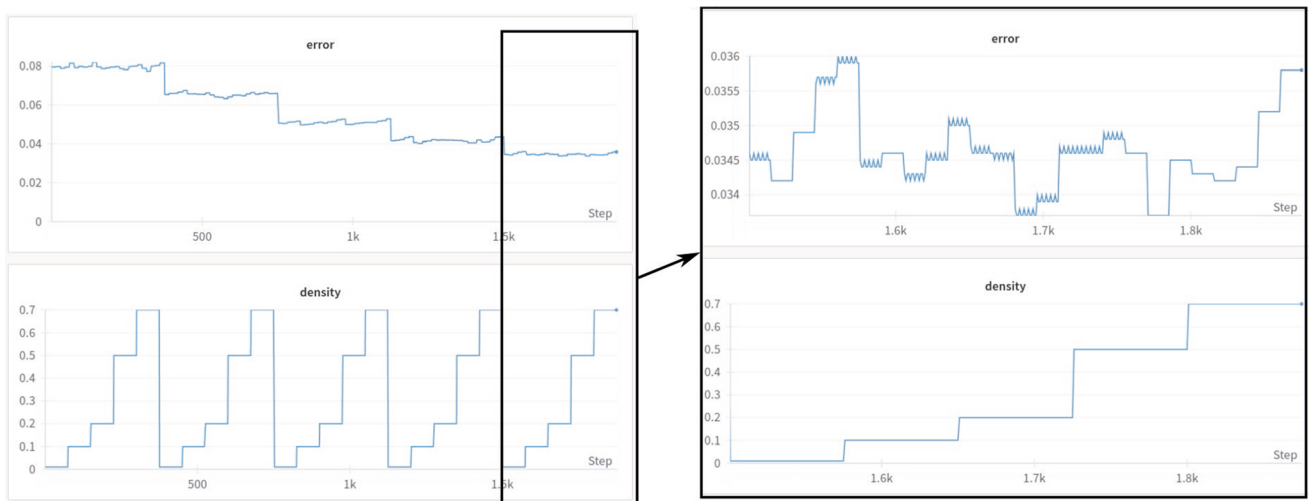 error
0.08
0.06
0.04
0.02
0
Step
500 1k 1.5k
density
0.7
0.6
0.5
0.4
0.3
0.2
0.1
0
Step
500 1k 1.5k
error
0.036
0.0355
0.035
0.0345
0.034
Step
1.6k 1.7k 1.8k
density
0.7
0.6
0.5
0.4
0.3
0.2
0.1
0
Step
1.6k 1.7k 1.8k